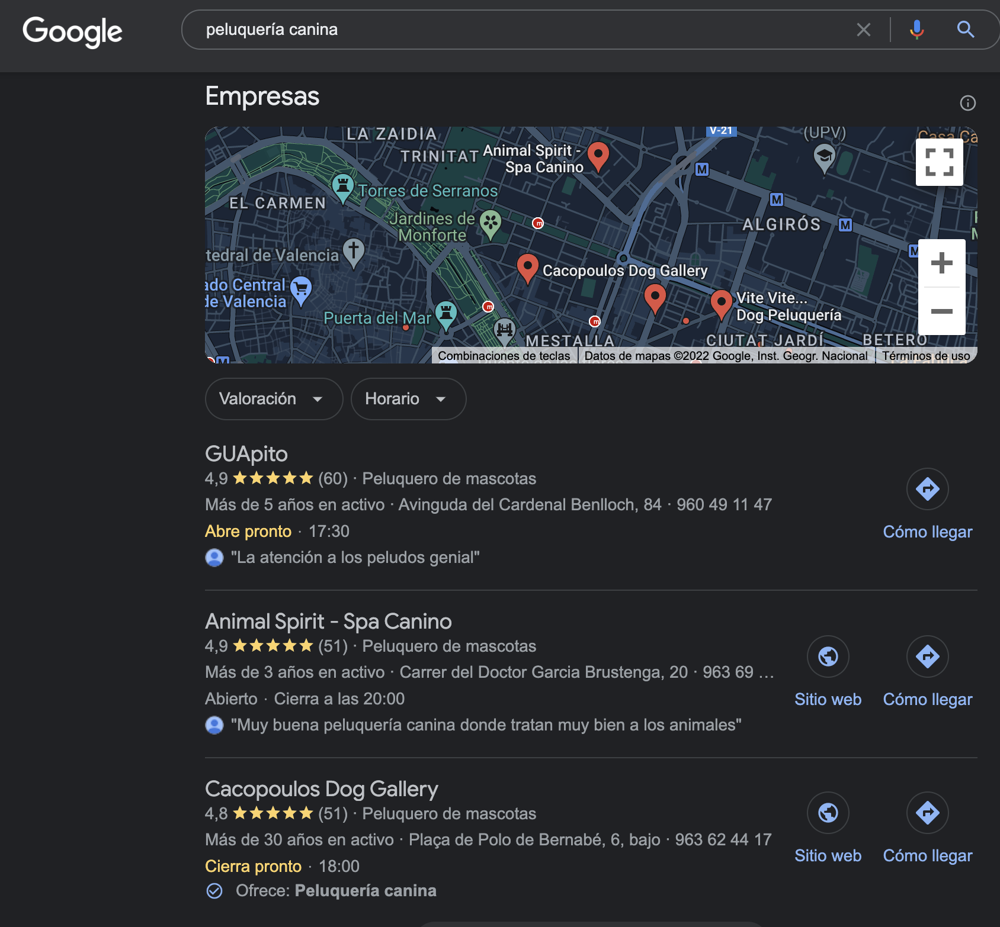 Google
peluquería canina
Empresas
V-21
(UPV)
LA ZAIDÍA
TRINITAT
Animal Spirit -
Spa Canino
Casa Ca
M
Torres de Serranos
EL CARMEN
M
Jardines de
Monforte
ALGIRÓS
M
tedral de Valencia
M
Cacopoulos Dog Gallery
ado Central
de Valencia
Vite Vite...
Dog Peluquería
Puerta del Mar
MESTALLA
CIUTAT JARDÍ
BETERO
M
Combinaciones de teclas
Datos de mapas ©2022 Google, Inst. Geogr. Nacional
Términos de uso
Valoración
Horario
GUApito
4,9 (60) · Peluquero de mascotas
Más de 5 años en activo · Avinguda del Cardenal Benlloch, 84 · 960 49 11 47
Abre pronto · 17:30
Cómo llegar
"La atención a los peludos genial"
Animal Spirit - Spa Canino
4,9 (51) · Peluquero de mascotas
Más de 3 años en activo · Carrer del Doctor Garcia Brustenga, 20 · 963 69 ...
Abierto · Cierra a las 20:00
Sitio web
Cómo llegar
"Muy buena peluquería canina donde tratan muy bien a los animales"
Cacopoulos Dog Gallery
4,8 (51) · Peluquero de mascotas
Más de 30 años en activo · Plaça de Polo de Bernabé, 6, bajo · 963 62 44 17
Sitio web
Cómo llegar
Cierra pronto · 18:00
Ofrece: Peluquería canina